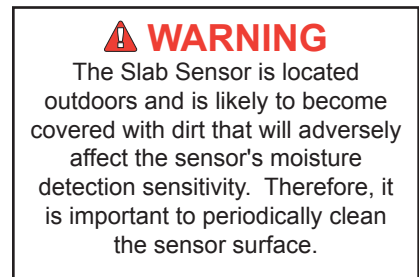 WARNING
The Slab Sensor is located
outdoors and is likely to become
covered with dirt that will adversely
affect the sensor's moisture
detection sensitivity.  Therefore, it
is important to periodically clean
the sensor surface.